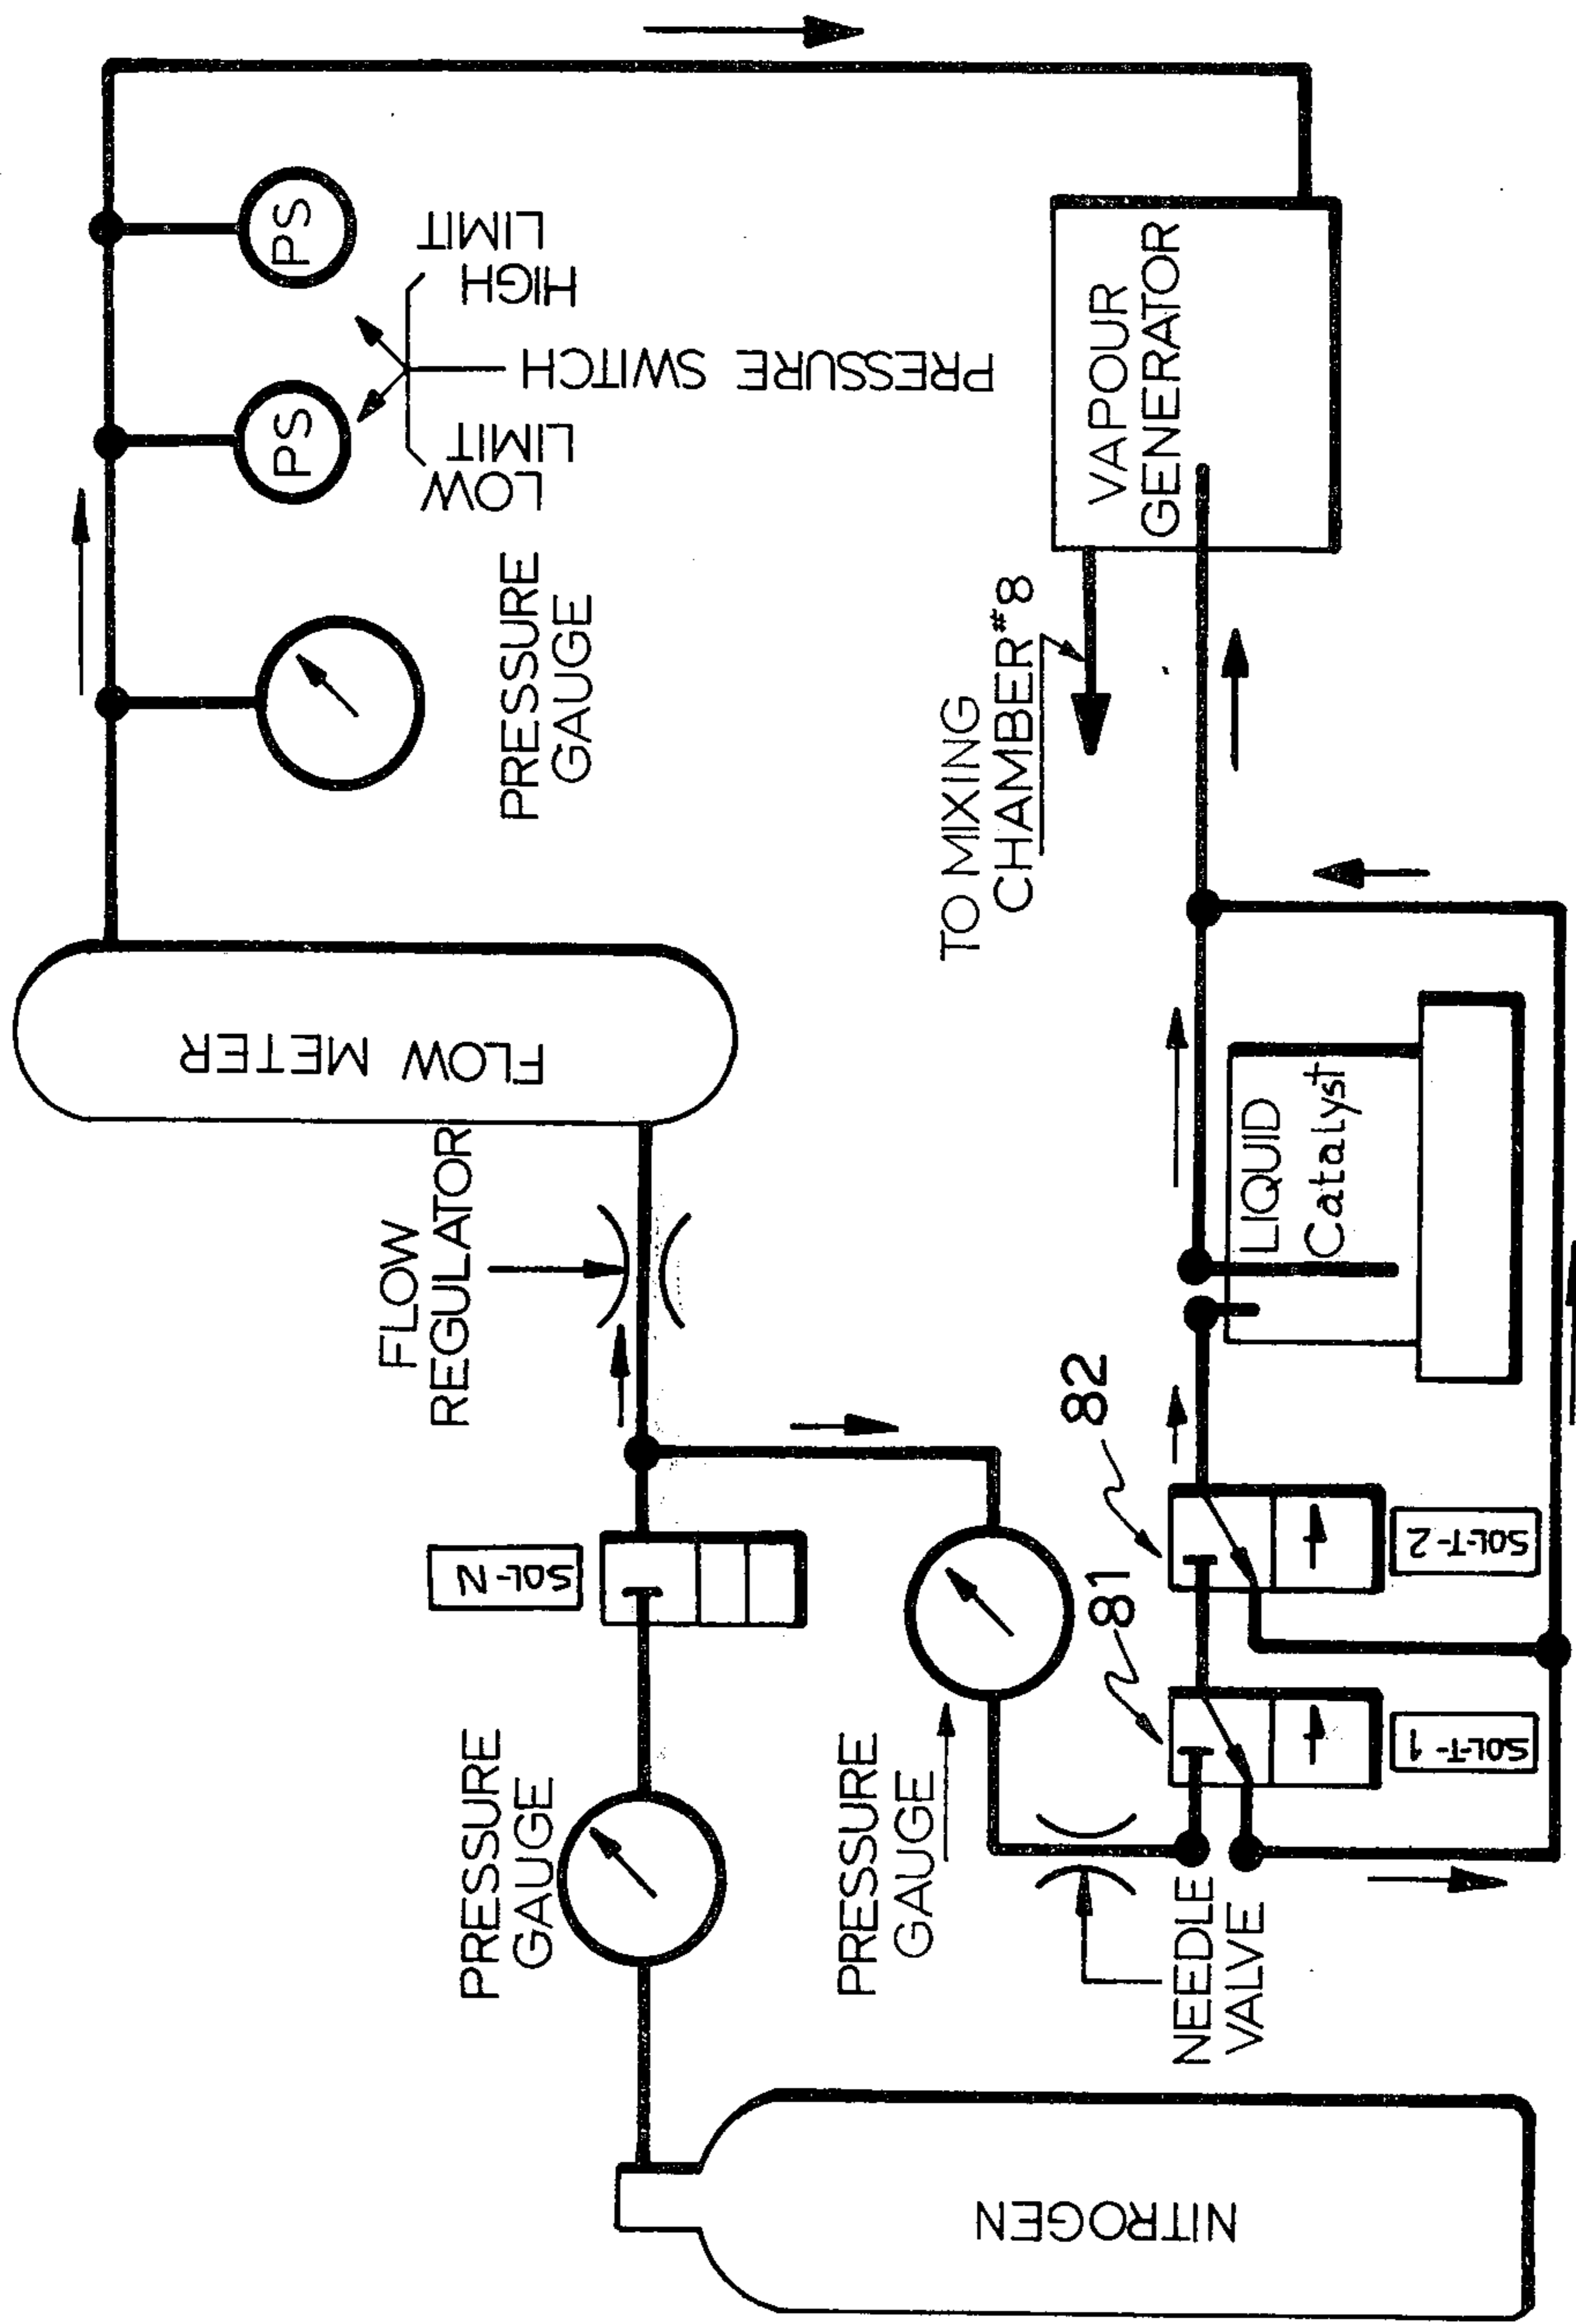 NITROGEN
PRESSURE
GAUGE
SOL-N
FLOW
REGULATOR
FLOW METER
PRESSURE
GAUGE
PS
PS
LOW
LIMIT
HIGH
LIMIT
PRESSURE SWITCH
PRESSURE
GAUGE
NEEDLE
VALVE
81
82
SOL-T-1
SOL-T-2
LIQUID
Catalyst
TO MIXING
CHAMBER #8
VAPOUR
GENERATOR